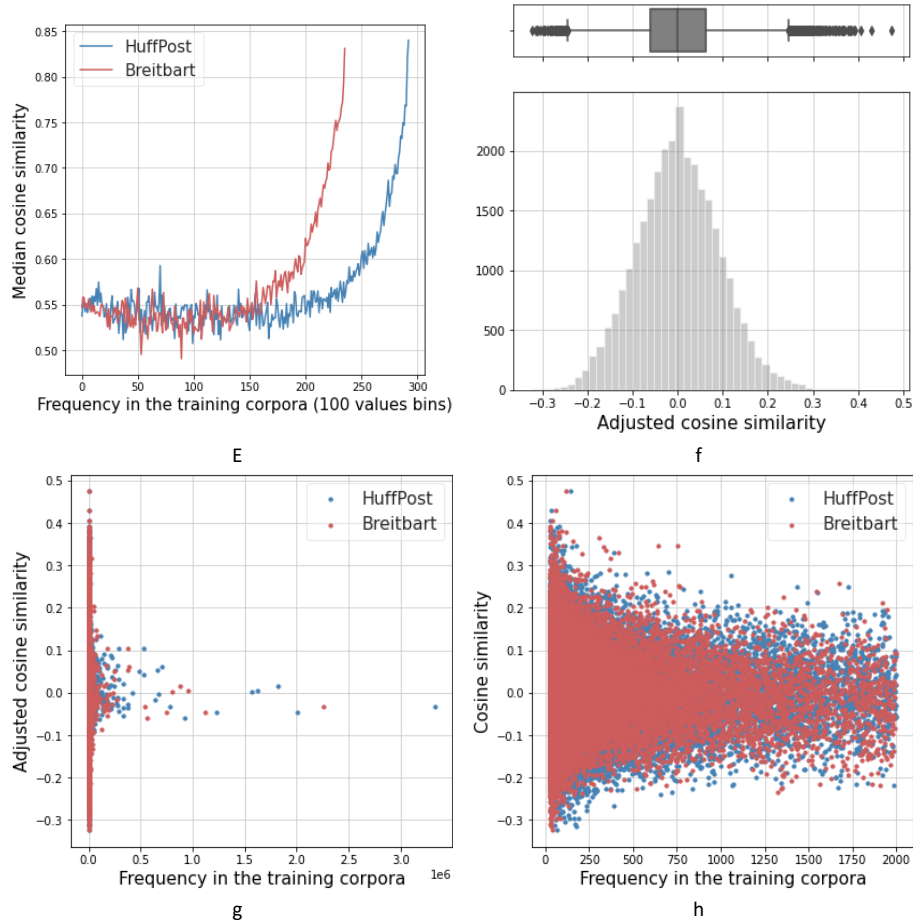 HuffPost
Breitbart
Median cosine similarity
0.85
0.80
0.75
0.70
0.65
0.60
0.55
0.50
0 50 100 150 200 250 300
Frequency in the training corpora (100 values bins)
E
2000
1500
1000
500
0
−0.3 −0.2 −0.1 0.0 0.1 0.2 0.3 0.4 0.5
Adjusted cosine similarity
f
HuffPost
Breitbart
Adjusted cosine similarity
0.5
0.4
0.3
0.2
0.1
0.0
−0.1
−0.2
−0.3
0.0 0.5 1.0 1.5 2.0 2.5 3.0
1e6
Frequency in the training corpora
g
HuffPost
Breitbart
Cosine similarity
0.5
0.4
0.3
0.2
0.1
0.0
−0.1
−0.2
−0.3
0 250 500 750 1000 1250 1500 1750 2000
Frequency in the training corpora
h